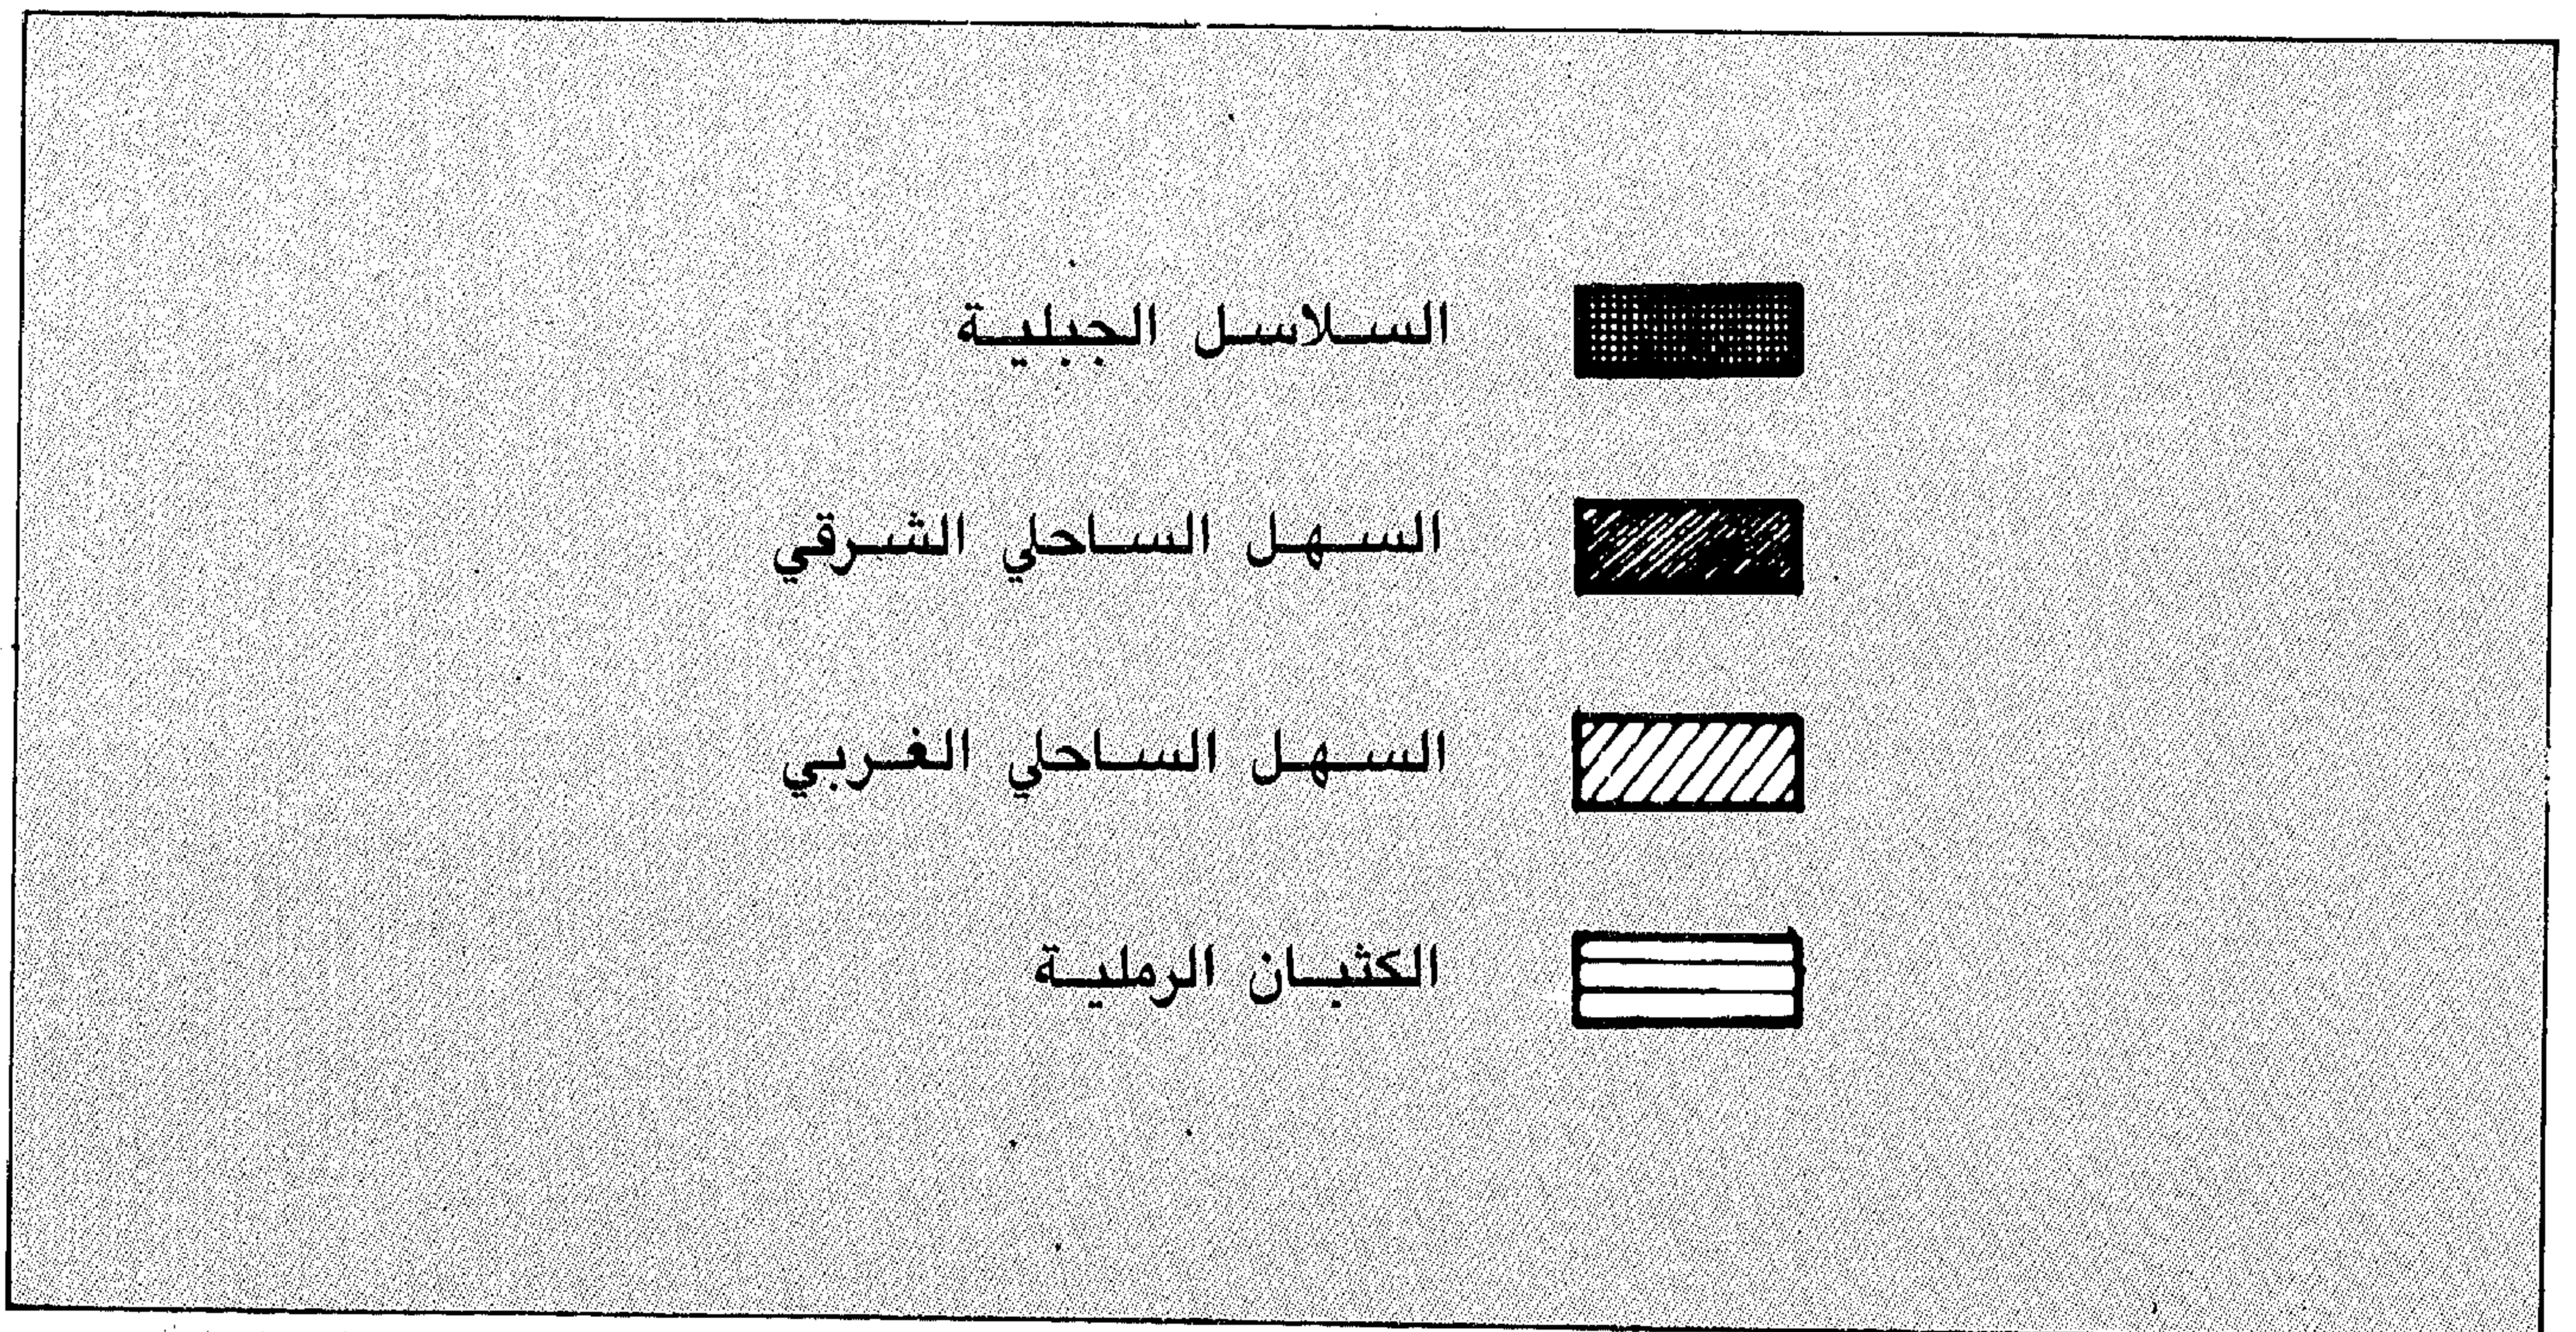 السلاسل الجبلية
السهل الساحلي الشرقي
السهل الساحلي الغربي
الكثبان الرملية